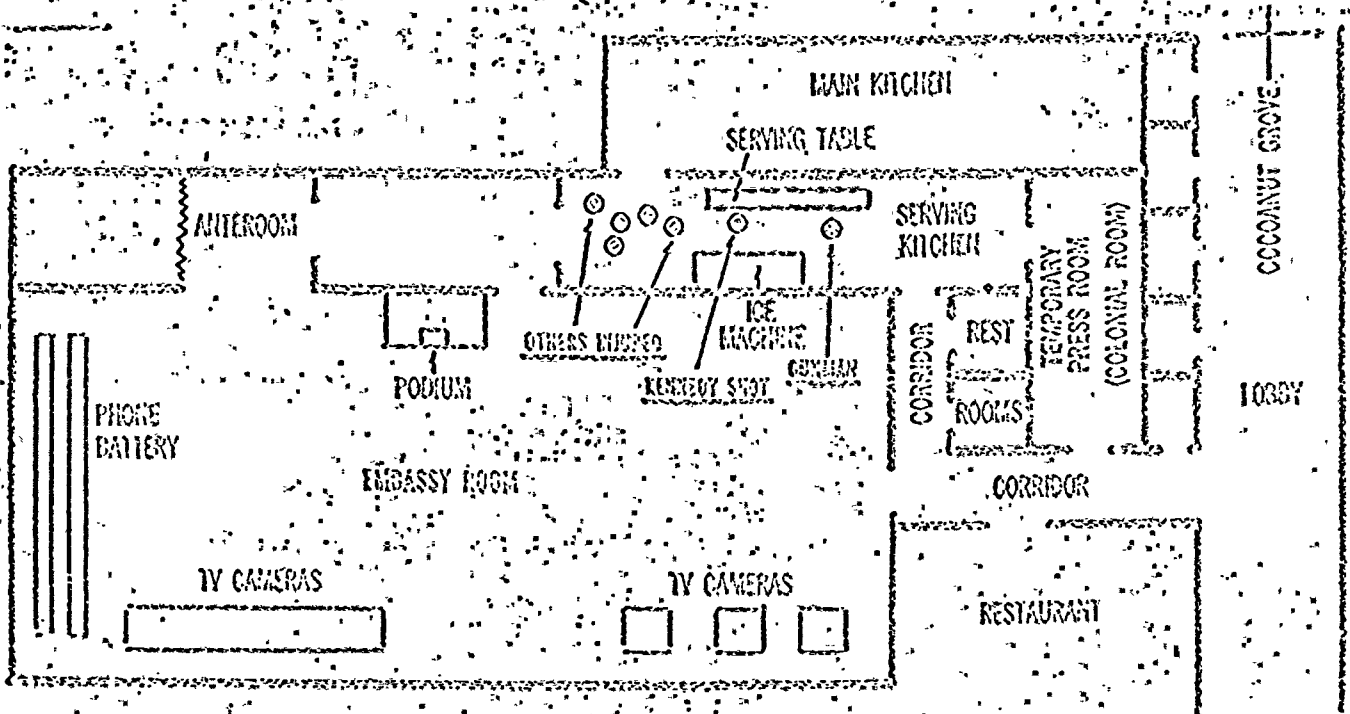 MAIN KITCHEN
SERVING TABLE
COCOANUT GROVE
ANTEROOM
SERVING
KITCHEN
TEMPORARY
PRESS ROOM
(COLONIAL ROOM)
ICE
MACHINE
OTHERS INJURED
KENNEDY SHOT
GUNMAN
CORRIDOR
REST
ROOMS
PODIUM
LOBBY
PHONE
BATTERY
EMBASSY ROOM
CORRIDOR
TV CAMERAS
TV CAMERAS
RESTAURANT